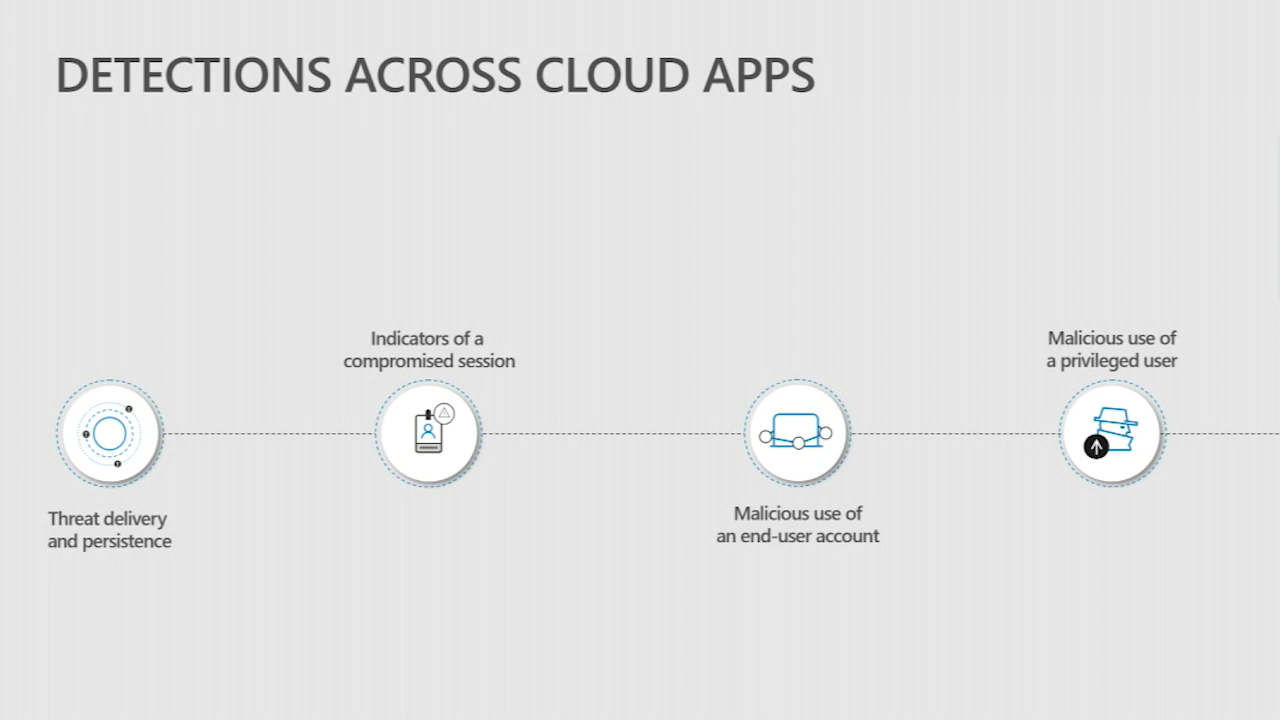 DETECTIONS ACROSS CLOUD APPS
Threat delivery
and persistence
Indicators of a
compromised session
Malicious use of
an end-user account
Malicious use of
a privileged user